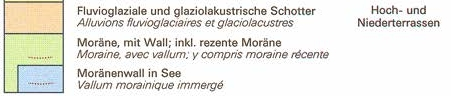 Fluvioglaziale und glaziolakustrische Schotter
Alluvions fluvioglaciaires et glaciolacustres
Hoch- und
Niederterrassen
Moräne, mit Wall; inkl. rezente Moräne
Moraine, avec vallum; y compris moraine récente
Moränenwall in See
Vallum morainique immergé